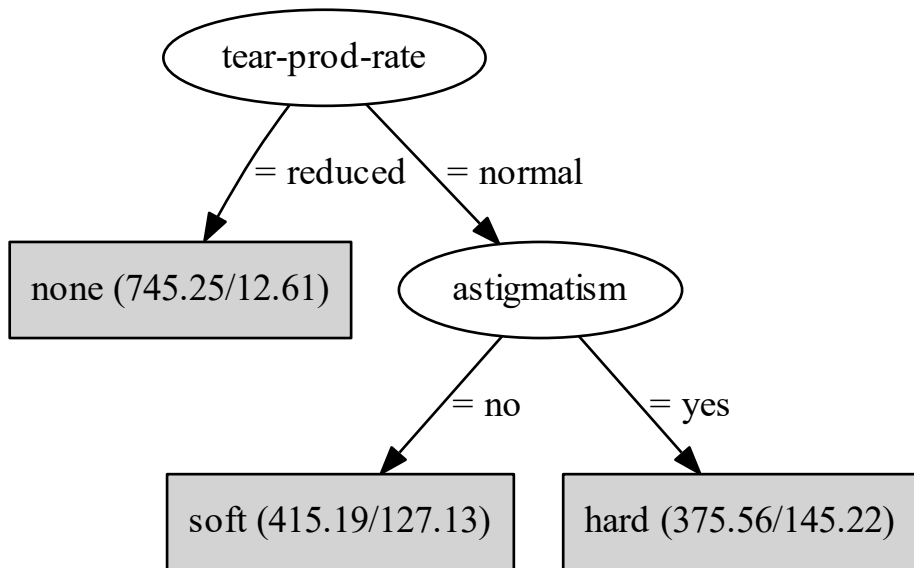 tear-prod-rate
= reduced
= normal
none (745.25/12.61)
astigmatism
= no
= yes
soft (415.19/127.13)
hard (375.56/145.22)